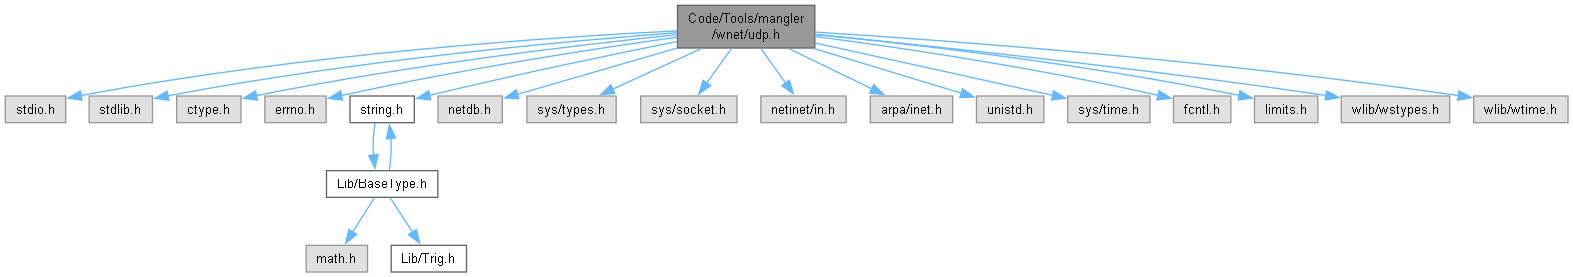 Code/Tools/mangler
/wnet/udp.h
stdio.h
stdlib.h
ctype.h
errno.h
string.h
netdb.h
sys/types.h
sys/socket.h
netinet/in.h
arpa/inet.h
unistd.h
sys/time.h
fcntl.h
limits.h
wlib/wstypes.h
wlib/wtime.h
Lib/BaseType.h
math.h
Lib/Trig.h